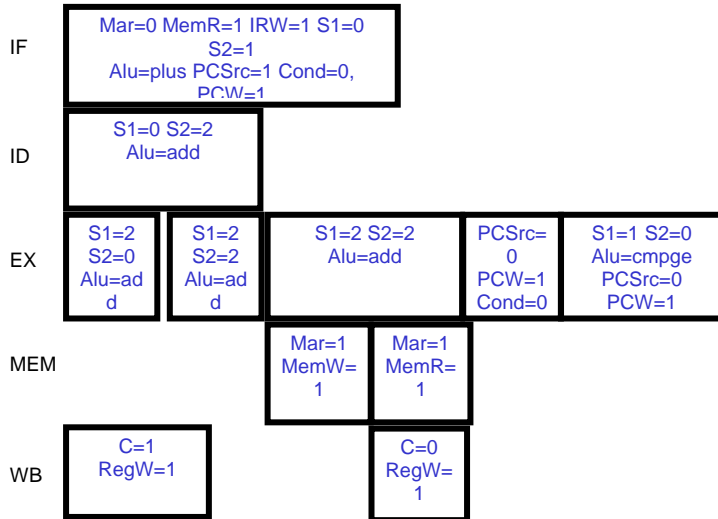 IF
Mar=0 MemR=1 IRW=1 S1=0
S2=1
Alu=plus PCSrc=1 Cond=0,
PCW=1
ID
S1=0 S2=2
Alu=add
EX
S1=2
S2=0
Alu=ad
d
S1=2
S2=2
Alu=ad
d
S1=2 S2=2
Alu=add
PCSrc=
0
PCW=1
Cond=0
S1=1 S2=0
Alu=cmpge
PCSrc=0
PCW=1
MEM
Mar=1
MemW=
1
Mar=1
MemR=
1
WB
C=1
RegW=1
C=0
RegW=
1